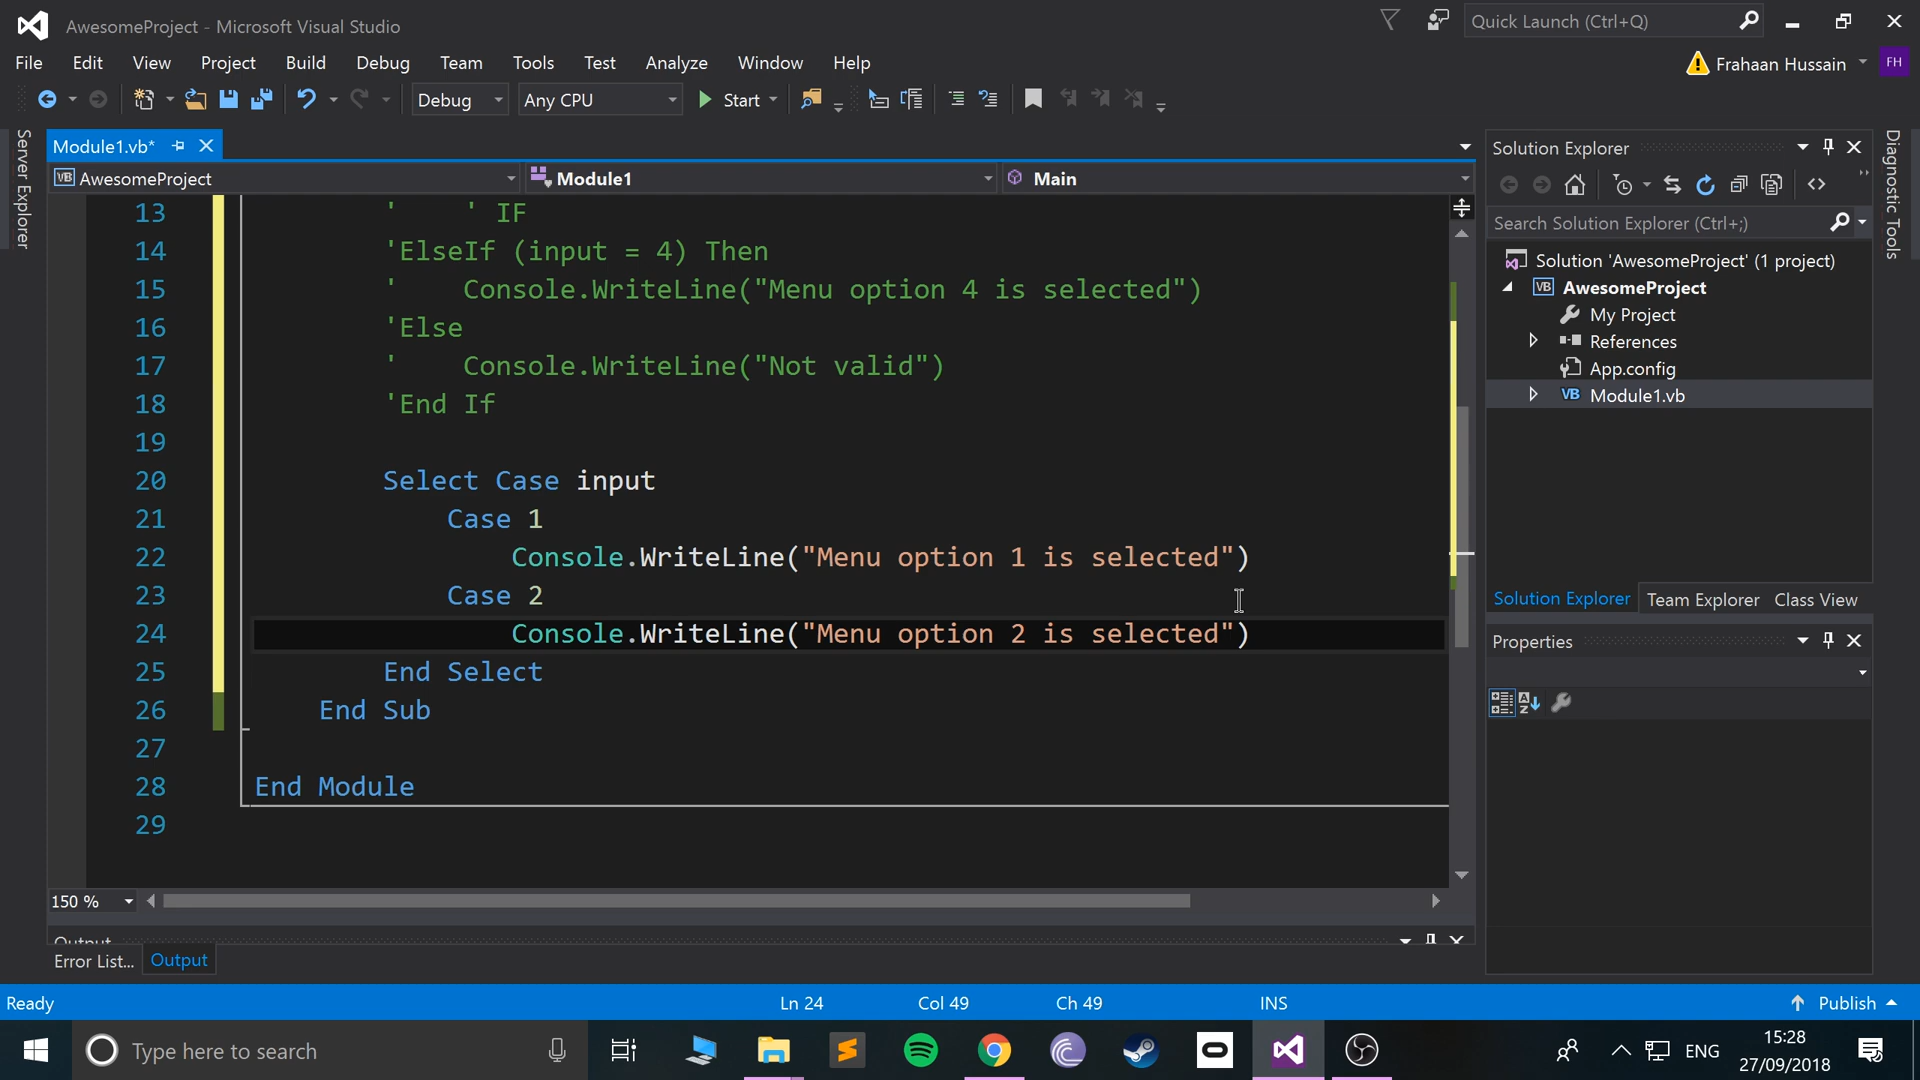 AwesomeProject - Microsoft Visual Studio
Quick Launch (Ctrl+Q)
File Edit View Project Build Debug Team Tools Test Analyze Window Help
Frahaan Hussain FH
Debug Any CPU Start
Server Explorer
Module1.vb*
AwesomeProject Module1 Main
13 ' ' IF
14 'ElseIf (input = 4) Then
15 ' Console.WriteLine("Menu option 4 is selected")
16 'Else
17 ' Console.WriteLine("Not valid")
18 'End If
19
20 Select Case input
21 Case 1
22 Console.WriteLine("Menu option 1 is selected")
23 Case 2
24 Console.WriteLine("Menu option 2 is selected")
25 End Select
26 End Sub
27
28 End Module
29
150 %
Output
Error List... Output
Solution Explorer
Search Solution Explorer (Ctrl+;)
Solution 'AwesomeProject' (1 project)
VB AwesomeProject
My Project
References
App.config
VB Module1.vb
Solution Explorer Team Explorer Class View
Properties
Diagnostic Tools
Ready Ln 24 Col 49 Ch 49 INS Publish
Type here to search
ENG
15:28
27/09/2018